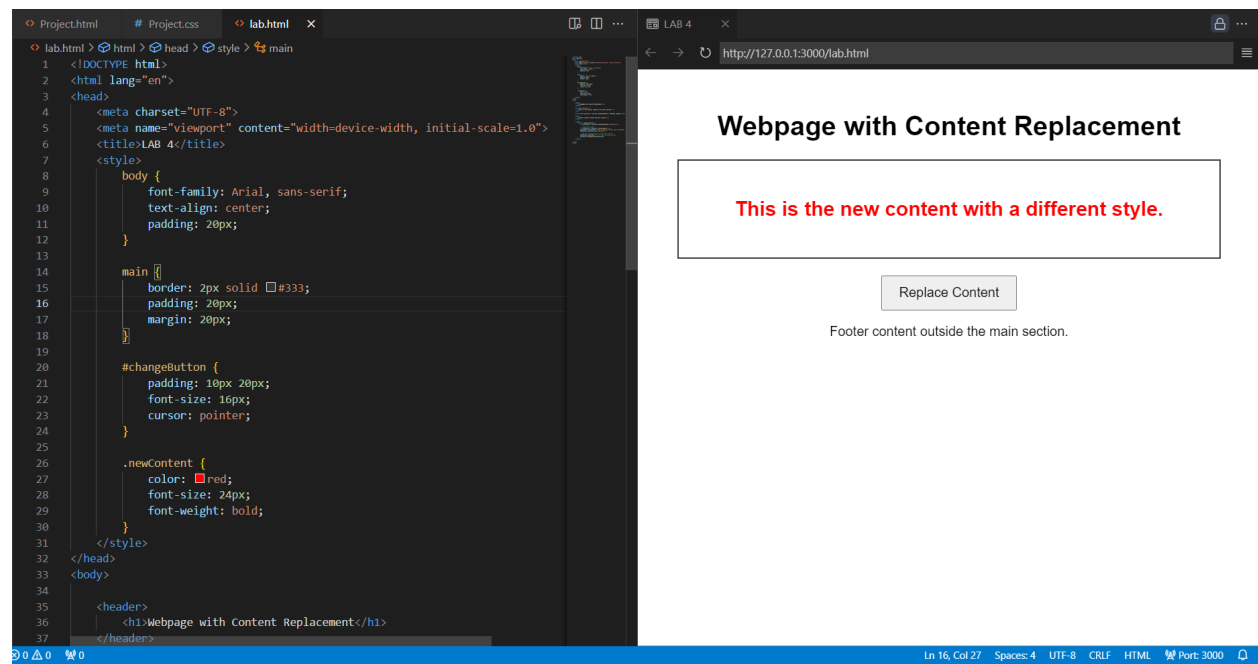 Project.html # Project.css lab.html
lab.html > html > head > style > main
1 <!DOCTYPE html>
2 <html lang="en">
3 <head>
4 <meta charset="UTF-8">
5 <meta name="viewport" content="width=device-width, initial-scale=1.0">
6 <title>LAB 4</title>
7 <style>
8 body {
9 font-family: Arial, sans-serif;
10 text-align: center;
11 padding: 20px;
12 }
13
14 main {
15 border: 2px solid #333;
16 padding: 20px;
17 margin: 20px;
18 }
19
20 #changeButton {
21 padding: 10px 20px;
22 font-size: 16px;
23 cursor: pointer;
24 }
25
26 .newContent {
27 color: red;
28 font-size: 24px;
29 font-weight: bold;
30 }
31 </style>
32 </head>
33 <body>
34
35 <header>
36 <h1>Webpage with Content Replacement</h1>
37 </header>
LAB 4
http://127.0.0.1:3000/lab.html
Webpage with Content Replacement
This is the new content with a different style.
Replace Content
Footer content outside the main section.
0 0 0 Ln 16, Col 27 Spaces: 4 UTF-8 CRLF HTML Port: 3000